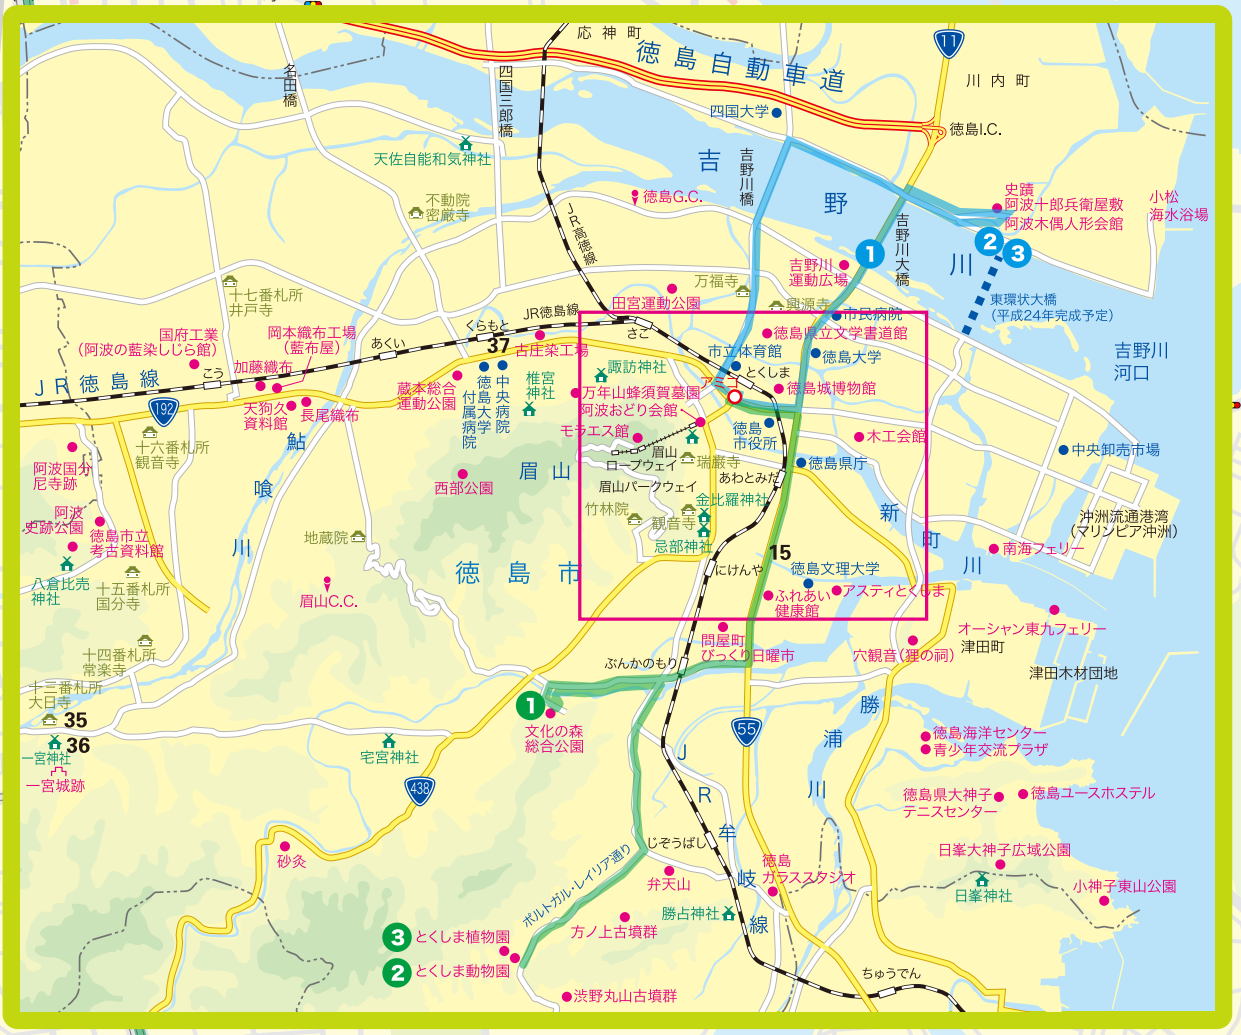 応神町
徳島自動車道
11
川内町
名田橋
四国三郎橋
四国大学
徳島I.C.
天佐自能和気神社
吉野川
吉野川橋
不動院
密厳寺
徳島G.C.
JR高徳線
史蹟
阿波十郎兵衛屋敷
阿波木偶人形会館
小松
海水浴場
吉野川大橋
1
2
3
吉野川
運動広場
東環状大橋
(平成24年完成予定)
万福寺
興源寺
十七番札所
井戸寺
田宮運動公園
市民病院
JR徳島線
くらもと
さこ
国府工業
(阿波の藍染しじら館)
岡本織布工場
(藍布屋)
あくい
37
古庄染工場
徳島県立文学書道館
市立体育館
徳島大学
吉野川
河口
こう
加藤織布
JR徳島線
蔵本総合
運動公園
徳島大学
付属病院
中央病院
椎宮
神社
諏訪神社
とくしま
アミコ
徳島城博物館
万年山蜂須賀墓園
阿波おどり会館
192
天狗久
資料館
長尾織布
モラエス館
徳島
市役所
木工会館
鮎喰川
十六番札所
観音寺
眉山
眉山
ロープウェイ
瑞巌寺
徳島県庁
中央卸売市場
阿波国分
尼寺跡
西部公園
眉山パークウェイ
あわとみだ
金比羅神社
竹林院
観音寺
忌部神社
新町川
沖洲流通港湾
(マリンピア沖洲)
阿波
史跡公園
徳島市立
考古資料館
地蔵院
15
南海フェリー
八倉比売
神社
十五番札所
国分寺
徳島市
にけんや
徳島文理大学
アスティとくしま
ふれあい
健康館
眉山C.C.
問屋町
びっくり日曜市
オーシャン東九フェリー
穴観音(狸の祠)
津田町
津田木材団地
十四番札所
常楽寺
ぶんかのもり
十三番札所
大日寺
35
36
一宮神社
一宮城跡
1
文化の森
総合公園
宅宮神社
55
勝浦川
徳島海洋センター
青少年交流プラザ
438
JR牟岐線
徳島県大神子
テニスセンター
徳島ユースホステル
砂灸
じぞうばし
ポルトガル・レイリア通り
弁天山
徳島
ガラススタジオ
日峯大神子広域公園
日峯神社
小神子東山公園
勝占神社
方ノ上古墳群
3 とくしま植物園
2 とくしま動物園
渋野丸山古墳群
ちゅうでん